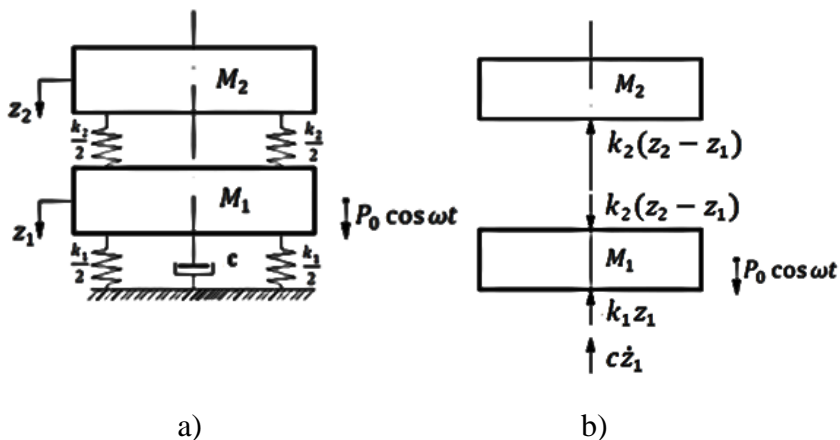 M₂
z₂
k₂/2
k₂/2
M₁
z₁
P₀ cos ωt
k₁/2
c
k₁/2
a)
M₂
k₂(z₂ − z₁)
k₂(z₂ − z₁)
M₁
P₀ cos ωt
k₁z₁
cż₁
b)